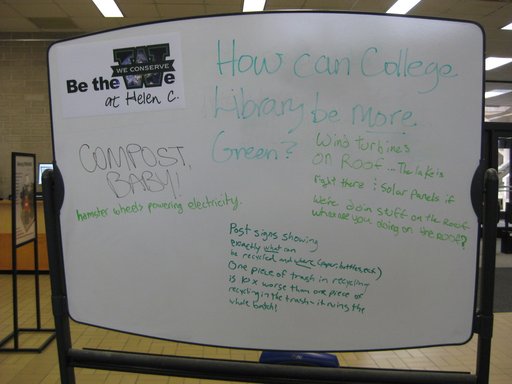 WE CONSERVE
Be the W e
at Helen C.
How can College
Library be more
Green?
COMPOST,
BABY!
hamster wheels powering electricity.
Wind turbines
on Roof... The lake is
right there & solar panels if
we're doin stuff on the Roof
what are you doing on the roof?
Post signs showing
exactly what can
be recycled and where (paper, bottles, ect.)
One piece of trash in recycling
is 10x worse than one piece of
recycling in the trash - it ruins the
whole batch!